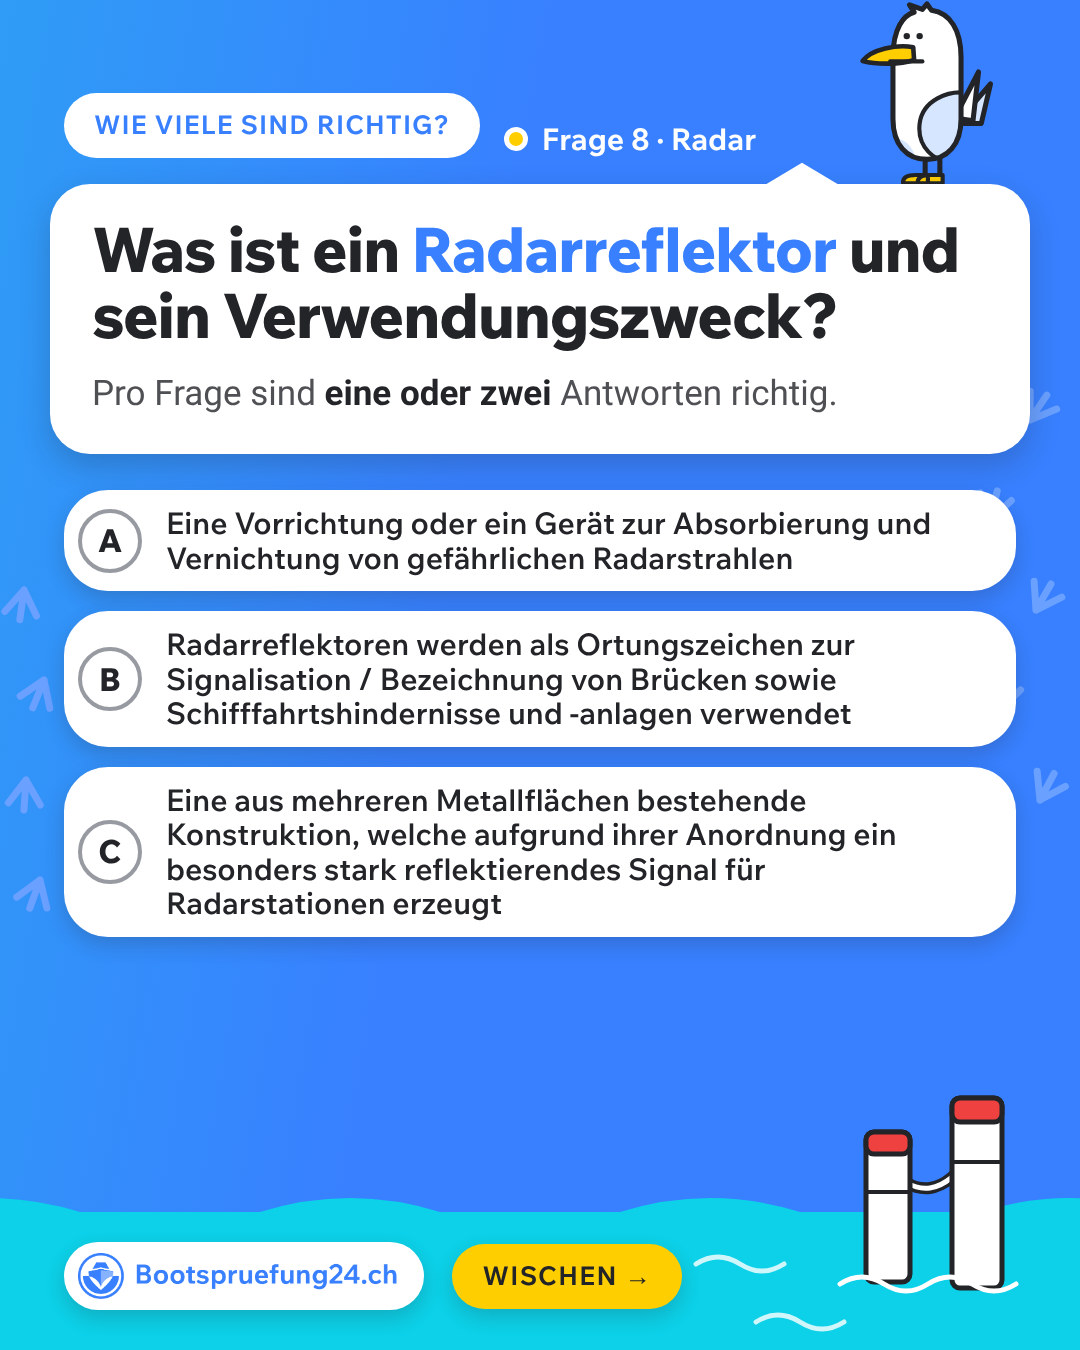 WIE VIELE SIND RICHTIG?
Frage 8 · Radar
Was ist ein Radarreflektor und
sein Verwendungszweck?
Pro Frage sind eine oder zwei Antworten richtig.
A
Eine Vorrichtung oder ein Gerät zur Absorbierung und
Vernichtung von gefährlichen Radarstrahlen
B
Radarreflektoren werden als Ortungszeichen zur
Signalisation / Bezeichnung von Brücken sowie
Schifffahrtshindernisse und -anlagen verwendet
C
Eine aus mehreren Metallflächen bestehende
Konstruktion, welche aufgrund ihrer Anordnung ein
besonders stark reflektierendes Signal für
Radarstationen erzeugt
Bootspruefung24.ch
WISCHEN →